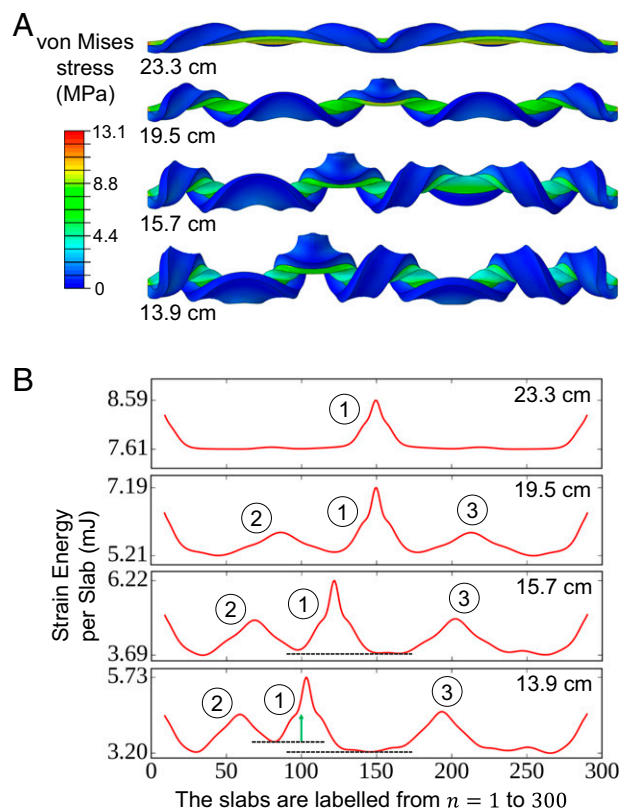 A
von Mises
stress
(MPa)
13.1
8.8
4.4
0
23.3 cm
19.5 cm
15.7 cm
13.9 cm
B
Strain Energy
per Slab (mJ)
8.59
7.61
1
23.3 cm
7.19
5.21
2
1
3
19.5 cm
6.22
3.69
2
1
3
15.7 cm
5.73
3.20
2
1
3
13.9 cm
0 50 100 150 200 250 300
The slabs are labelled from n = 1 to 300